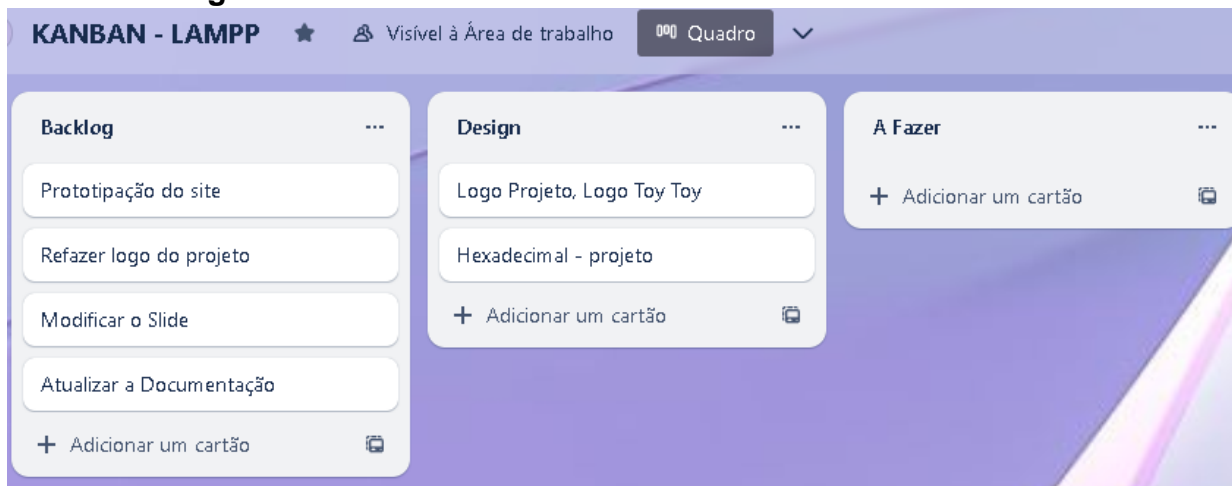 KANBAN - LAMPP
Visível à Área de trabalho
Quadro
Backlog
Prototipação do site
Refazer logo do projeto
Modificar o Slide
Atualizar a Documentação
+ Adicionar um cartão
Design
Logo Projeto, Logo Toy Toy
Hexadecimal - projeto
+ Adicionar um cartão
A Fazer
+ Adicionar um cartão